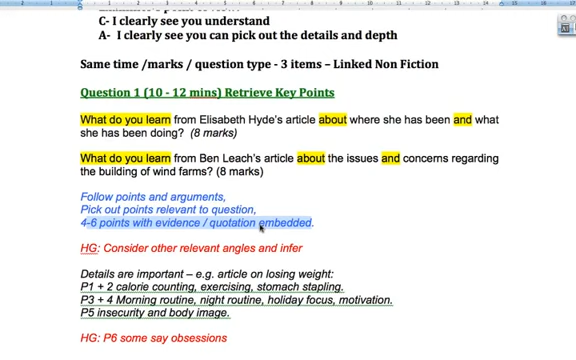 C- I clearly see you understand
A- I clearly see you can pick out the details and depth
Same time /marks / question type - 3 items – Linked Non Fiction
Question 1 (10 - 12 mins) Retrieve Key Points
What do you learn from Elisabeth Hyde's article about where she has been and what
she has been doing? (8 marks)
What do you learn from Ben Leach's article about the issues and concerns regarding
the building of wind farms? (8 marks)
Follow points and arguments,
Pick out points relevant to question,
4-6 points with evidence / quotation embedded.
HG: Consider other relevant angles and infer
Details are important – e.g. article on losing weight:
P1 + 2 calorie counting, exercising, stomach stapling.
P3 + 4 Morning routine, night routine, holiday focus, motivation.
P5 insecurity and body image.
HG: P6 some say obsessions